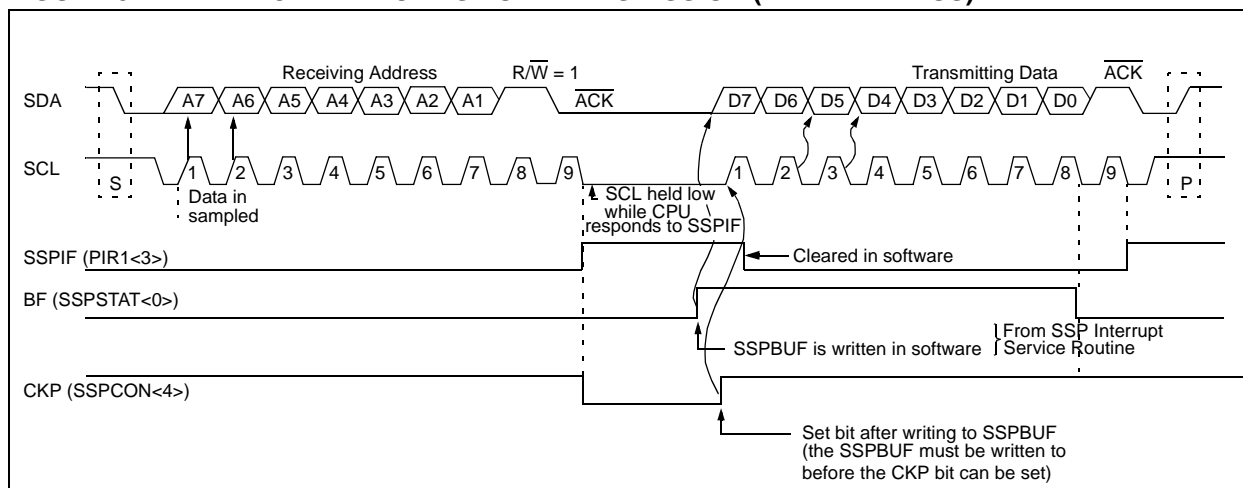 Receiving Address R/W = 1 Transmitting Data ACK
SDA A7 A6 A5 A4 A3 A2 A1 ACK D7 D6 D5 D4 D3 D2 D1 D0
SCL S 1 2 3 4 5 6 7 8 9 1 2 3 4 5 6 7 8 9 P
Data in
sampled
SCL held low
while CPU
responds to SSPIF
SSPIF (PIR1<3>)
Cleared in software
BF (SSPSTAT<0>)
SSPBUF is written in software
From SSP Interrupt
Service Routine
CKP (SSPCON<4>)
Set bit after writing to SSPBUF
(the SSPBUF must be written to
before the CKP bit can be set)